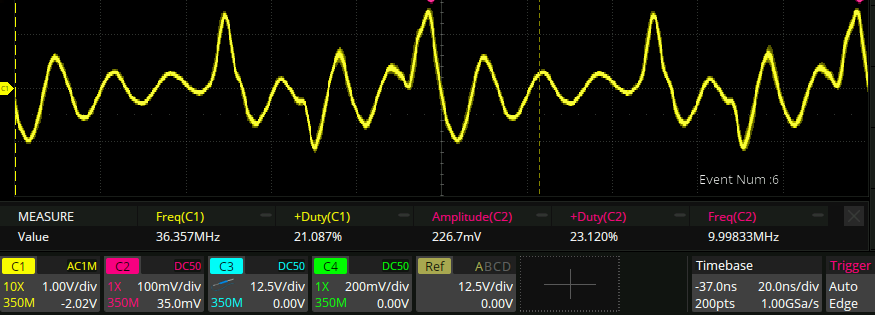 C1
Event Num :6
MEASURE Freq(C1) +Duty(C1) Amplitude(C2) +Duty(C2) Freq(C2)
Value 36.357MHz 21.087% 226.7mV 23.120% 9.99833MHz
C1 AC1M C2 DC50 C3 DC50 C4 DC50 Ref ABCD Timebase Trigger
10X 1.00V/div 1X 100mV/div 12.5V/div 1X 200mV/div 12.5V/div -37.0ns 20.0ns/div Auto
350M -2.02V 350M 35.0mV 350M 0.00V 350M 0.00V 0.00V 200pts 1.00GSa/s Edge